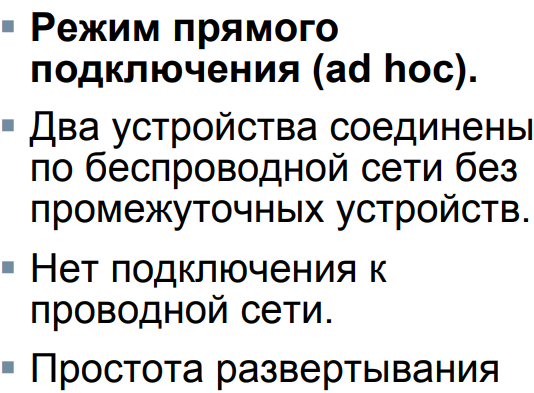 Режим прямого
подключения (ad hoc).
Два устройства соединены
по беспроводной сети без
промежуточных устройств.
Нет подключения к
проводной сети.
Простота развертывания